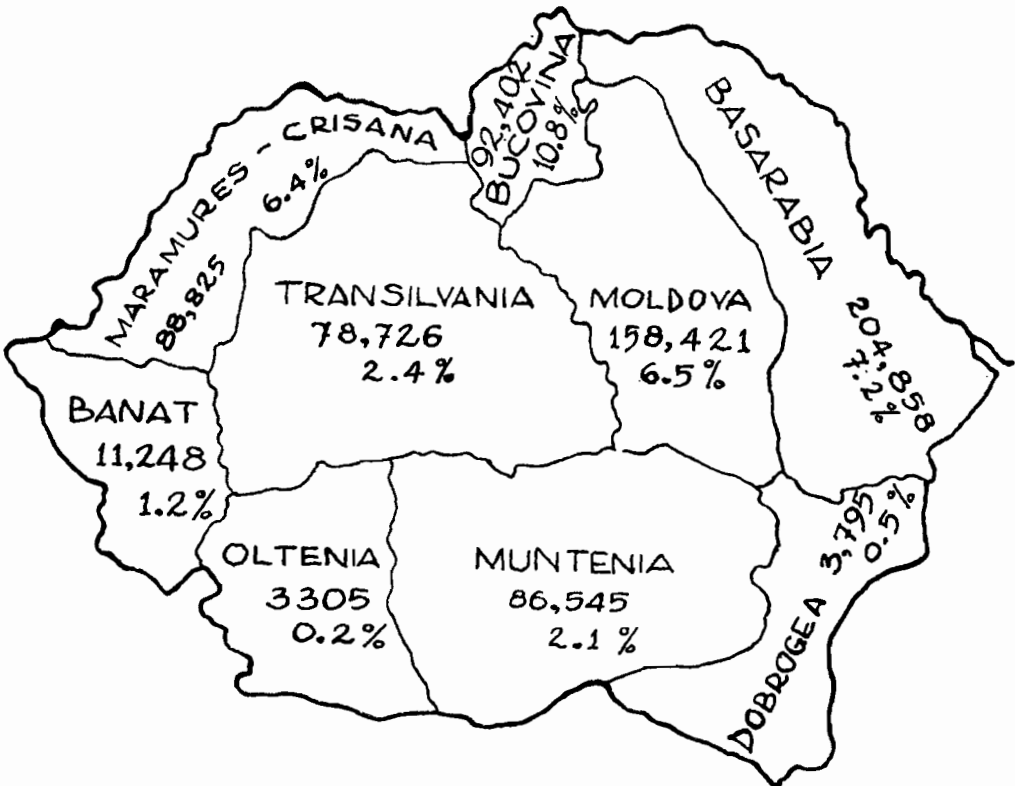 MARAMURES - CRISANA
88,825
6.4%
92,402
BUCOVINA
10.8%
BASARABIA
204,858
7.2%
TRANSILVANIA
78,726
2.4%
MOLDOVA
158,421
6.5%
BANAT
11,248
1.2%
OLTENIA
3305
0.2%
MUNTENIA
86,545
2.1%
DOBROGEA 3,795
0.5%